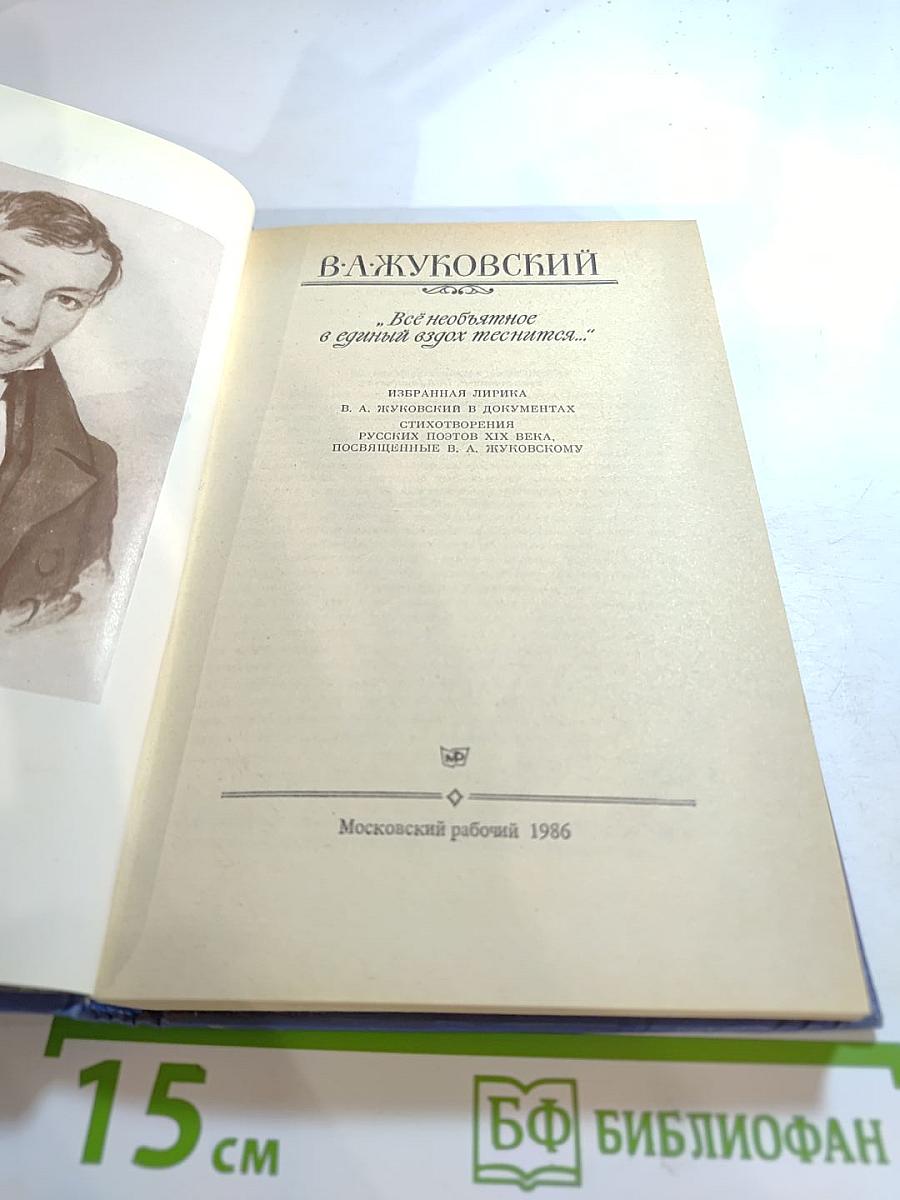 В·А·ЖУКОВСКИЙ
„Всё необъятное
в единый вздох теснится...“
ИЗБРАННАЯ ЛИРИКА
В. А. ЖУКОВСКИЙ В ДОКУМЕНТАХ
СТИХОТВОРЕНИЯ
РУССКИХ ПОЭТОВ XIX ВЕКА,
ПОСВЯЩЕННЫЕ В. А. ЖУКОВСКОМУ
МР
Московский рабочий 1986
15 см
БФ БИБЛИОФАН